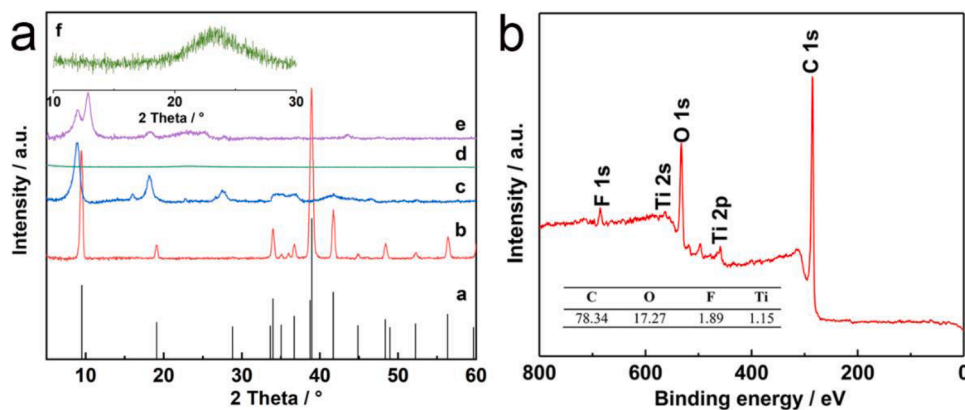 a
f
10 20 30
2 Theta / °
e
d
c
b
a
Intensity / a.u.
10 20 30 40 50 60
2 Theta / °
b
C 1s
O 1s
F 1s
Ti 2s
Ti 2p
C O F Ti
78.34 17.27 1.89 1.15
Intensity / a.u.
800 600 400 200 0
Binding energy / eV